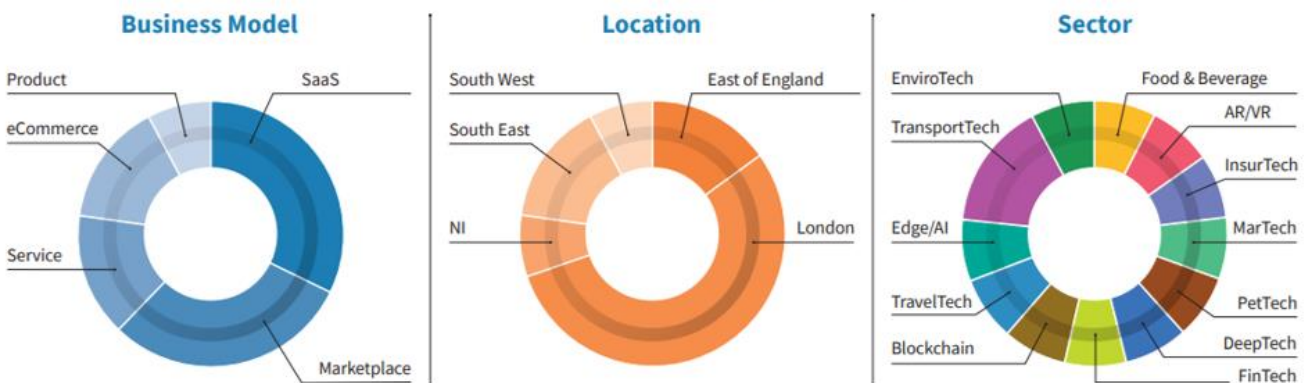 Business Model
Product
SaaS
eCommerce
Service
Marketplace
Location
South West
East of England
South East
NI
London
Sector
EnviroTech
Food & Beverage
TransportTech
AR/VR
InsurTech
Edge/AI
MarTech
TravelTech
PetTech
Blockchain
DeepTech
FinTech